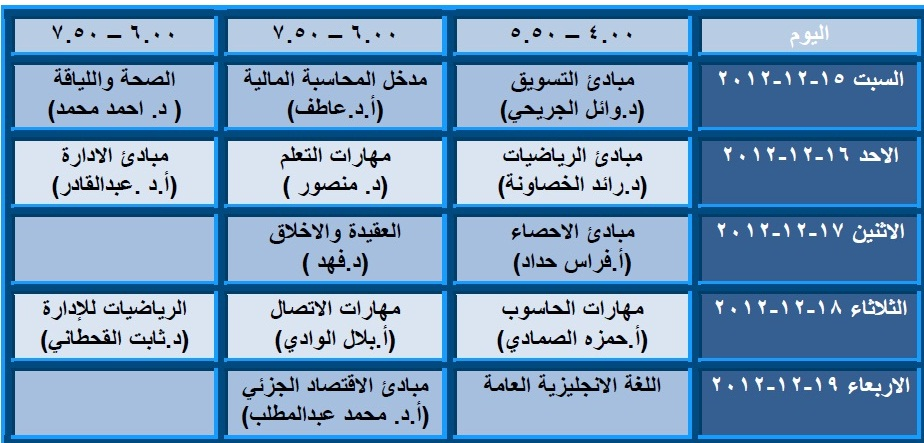 اليوم
٤.٠٠ – ٥.٥٠
٦.٠٠ – ٧.٥٠
٦.٠٠ – ٧.٥٠
السبت ١٥-١٢-٢٠١٢
مبادئ التسويق
(د.وائل الجريحي)
مدخل المحاسبة المالية
(أ.د.عاطف)
الصحة واللياقة
( د. احمد محمد)
الاحد ١٦-١٢-٢٠١٢
مبادئ الرياضيات
(د.رائد الخصاونة)
مهارات التعلم
(د. منصور )
مبادئ الادارة
(أ.د .عبدالقادر)
الاثنين ١٧-١٢-٢٠١٢
مبادئ الاحصاء
(أ.فراس حداد)
العقيدة والاخلاق
(د.فهد )
الثلاثاء ١٨-١٢-٢٠١٢
مهارات الحاسوب
(أ.حمزه الصمادي)
مهارات الاتصال
(أ.بلال الوادي)
الرياضيات للإدارة
(د.ثابت القحطاني)
الاربعاء ١٩-١٢-٢٠١٢
اللغة الانجليزية العامة
مبادئ الاقتصاد الجزئي
(أ.د. محمد عبدالمطلب)